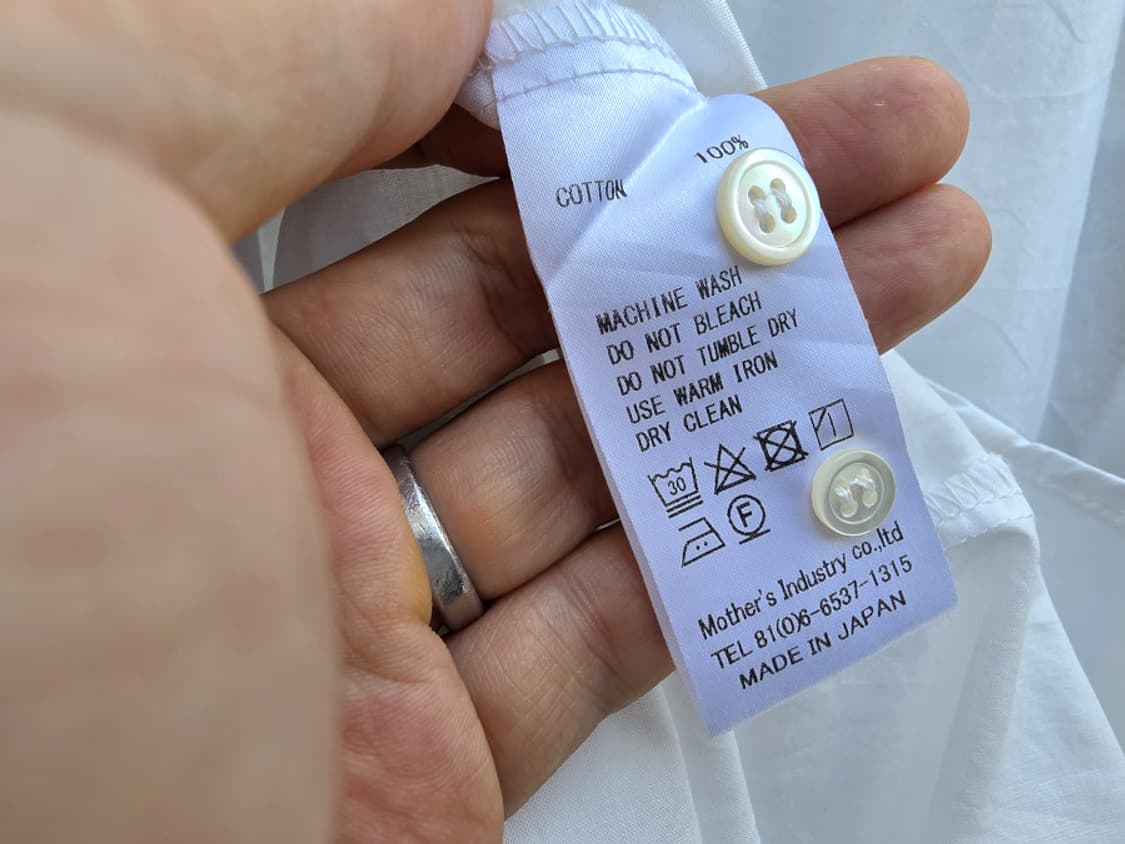 COTTON 100%
MACHINE WASH
DO NOT BLEACH
DO NOT TUMBLE DRY
USE WARM IRON
DRY CLEAN
30
F
Mother's Industry co.,ltd
TEL 81(0)6-6537-1315
MADE IN JAPAN